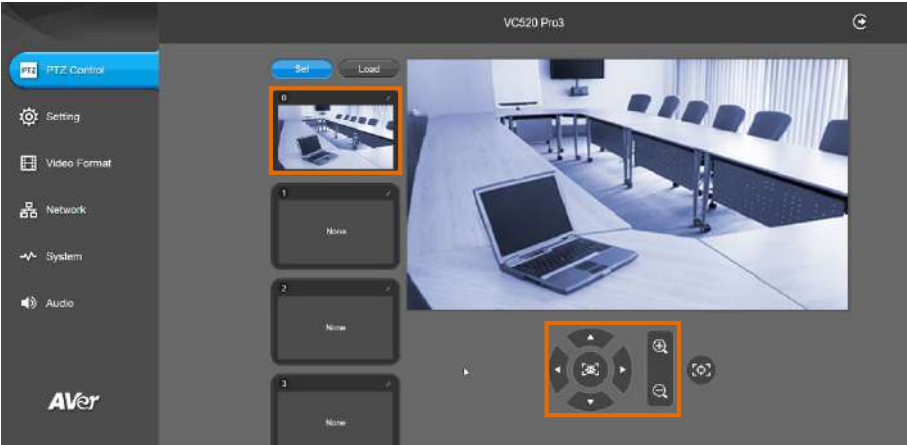 VC520 Pro3
PTZ PTZ Control
Setting
Video Format
Network
System
Audio
AVer
Set
Load
0
1
None
2
None
3
None